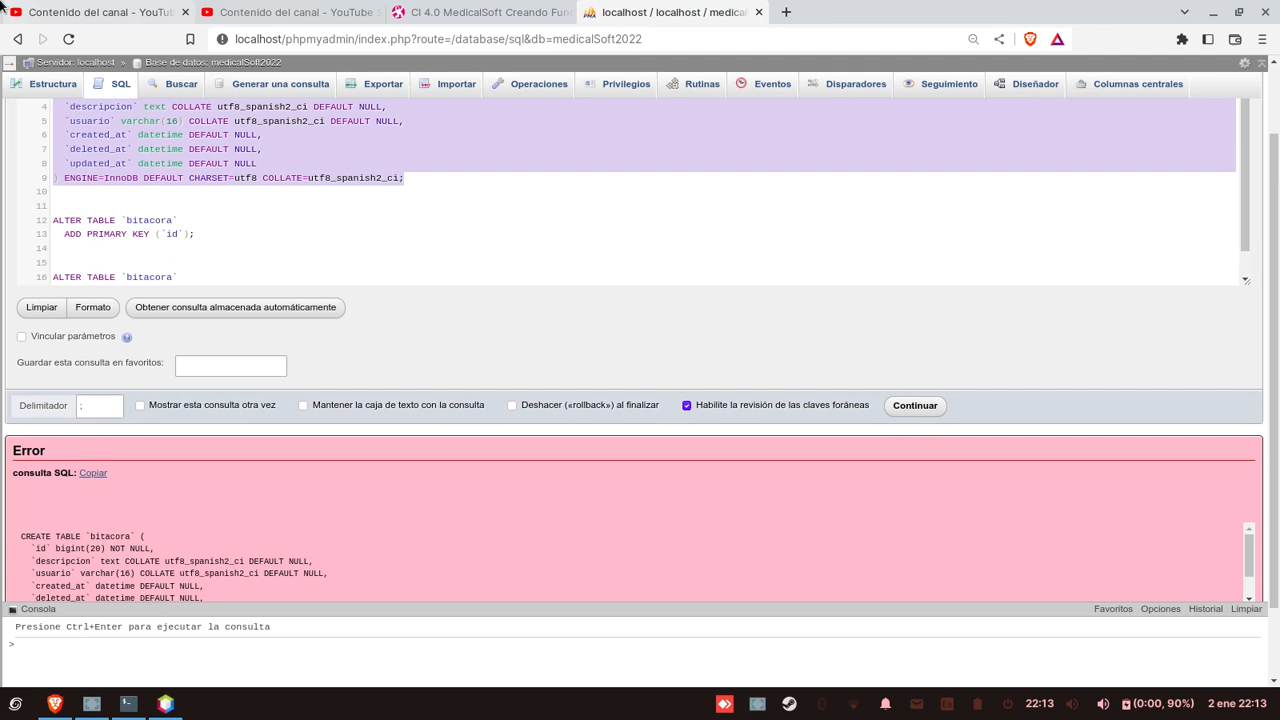 Contenido del canal - YouTu
Contenido del canal - YouTube S
CI 4.0 MedicalSoft Creando Fun
localhost / localhost / medical
localhost/phpmyadmin/index.php?route=/database/sql&db=medicalSoft2022
Servidor: localhost » Base de datos: medicalSoft2022
Estructura SQL Buscar Generar una consulta Exportar Importar Operaciones Privilegios Rutinas Eventos Disparadores Seguimiento Diseñador Columnas centrales
4 `descripcion` text COLLATE utf8_spanish2_ci DEFAULT NULL,
5 `usuario` varchar(16) COLLATE utf8_spanish2_ci DEFAULT NULL,
6 `created_at` datetime DEFAULT NULL,
7 `deleted_at` datetime DEFAULT NULL,
8 `updated_at` datetime DEFAULT NULL
9 ) ENGINE=InnoDB DEFAULT CHARSET=utf8 COLLATE=utf8_spanish2_ci;
10
11
12 ALTER TABLE `bitacora`
13 ADD PRIMARY KEY (`id`);
14
15
16 ALTER TABLE `bitacora`
Limpiar Formato Obtener consulta almacenada automáticamente
Vincular parámetros
Guardar esta consulta en favoritos:
Delimitador ; Mostrar esta consulta otra vez Mantener la caja de texto con la consulta Deshacer («rollback») al finalizar Habilite la revisión de las claves foráneas Continuar
Error
consulta SQL: Copiar
CREATE TABLE `bitacora` (
`id` bigint(20) NOT NULL,
`descripcion` text COLLATE utf8_spanish2_ci DEFAULT NULL,
`usuario` varchar(16) COLLATE utf8_spanish2_ci DEFAULT NULL,
`created_at` datetime DEFAULT NULL,
`deleted_at` datetime DEFAULT NULL,
Consola Favoritos Opciones Historial Limpiar
Presione Ctrl+Enter para ejecutar la consulta
>
22:13 (0:00, 90%) 2 ene 22:13